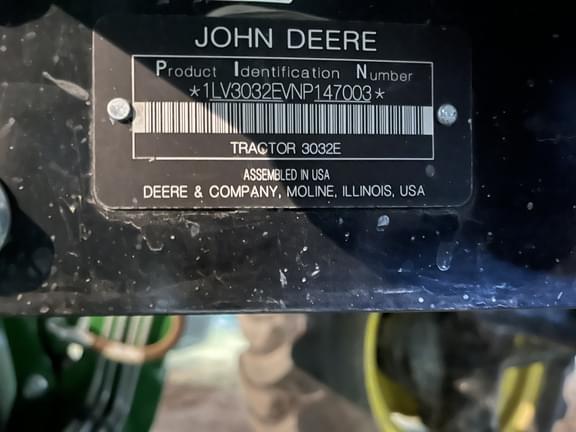 JOHN DEERE
Product Identification Number
*1LV3032EVNP147003*
TRACTOR 3032E
ASSEMBLED IN USA
DEERE & COMPANY, MOLINE, ILLINOIS, USA